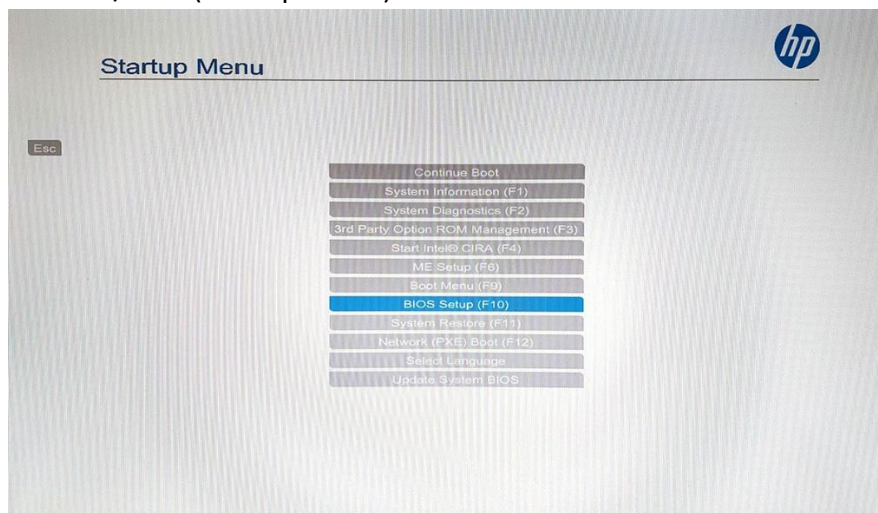 hp
Startup Menu
Esc
Continue Boot
System Information (F1)
System Diagnostics (F2)
3rd Party Option ROM Management (F3)
Start Intel® CIRA (F4)
ME Setup (F6)
Boot Menu (F9)
BIOS Setup (F10)
System Restore (F11)
Network (PXE) Boot (F12)
Select Language
Update System BIOS